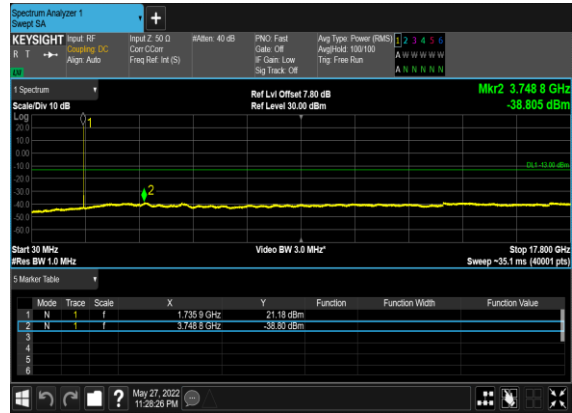 Spectrum Analyzer 1
Swept SA
+
KEYSIGHT Input: RF Input Z: 50 Ω #Atten: 40 dB PNO: Fast Avg Type: Power (RMS) 1 2 3 4 5 6
R T Coupling: DC Corr CCorr Gate: Off Avg|Hold: 100/100 A W W W W W
Align: Auto Freq Ref: Int (S) IF Gain: Low Trig: Free Run A N N N N N
Sig Track: Off
1 Spectrum Ref Lvl Offset 7.80 dB Mkr2 3.748 8 GHz
Scale/Div 10 dB Ref Level 30.00 dBm -38.805 dBm
Log
20.0 1
10.0
0.00
-10.0 DL1 -13.00 dBm
-20.0
-30.0 2
-40.0
-50.0
-60.0
Start 30 MHz Video BW 3.0 MHz* Stop 17.800 GHz
#Res BW 1.0 MHz Sweep ~35.1 ms (40001 pts)
5 Marker Table
Mode Trace Scale X Y Function Function Width Function Value
1 N 1 f 1.735 9 GHz 21.18 dBm
2 N 1 f 3.748 8 GHz -38.80 dBm
3
4
5
6
? May 27, 2022
11:28:26 PM